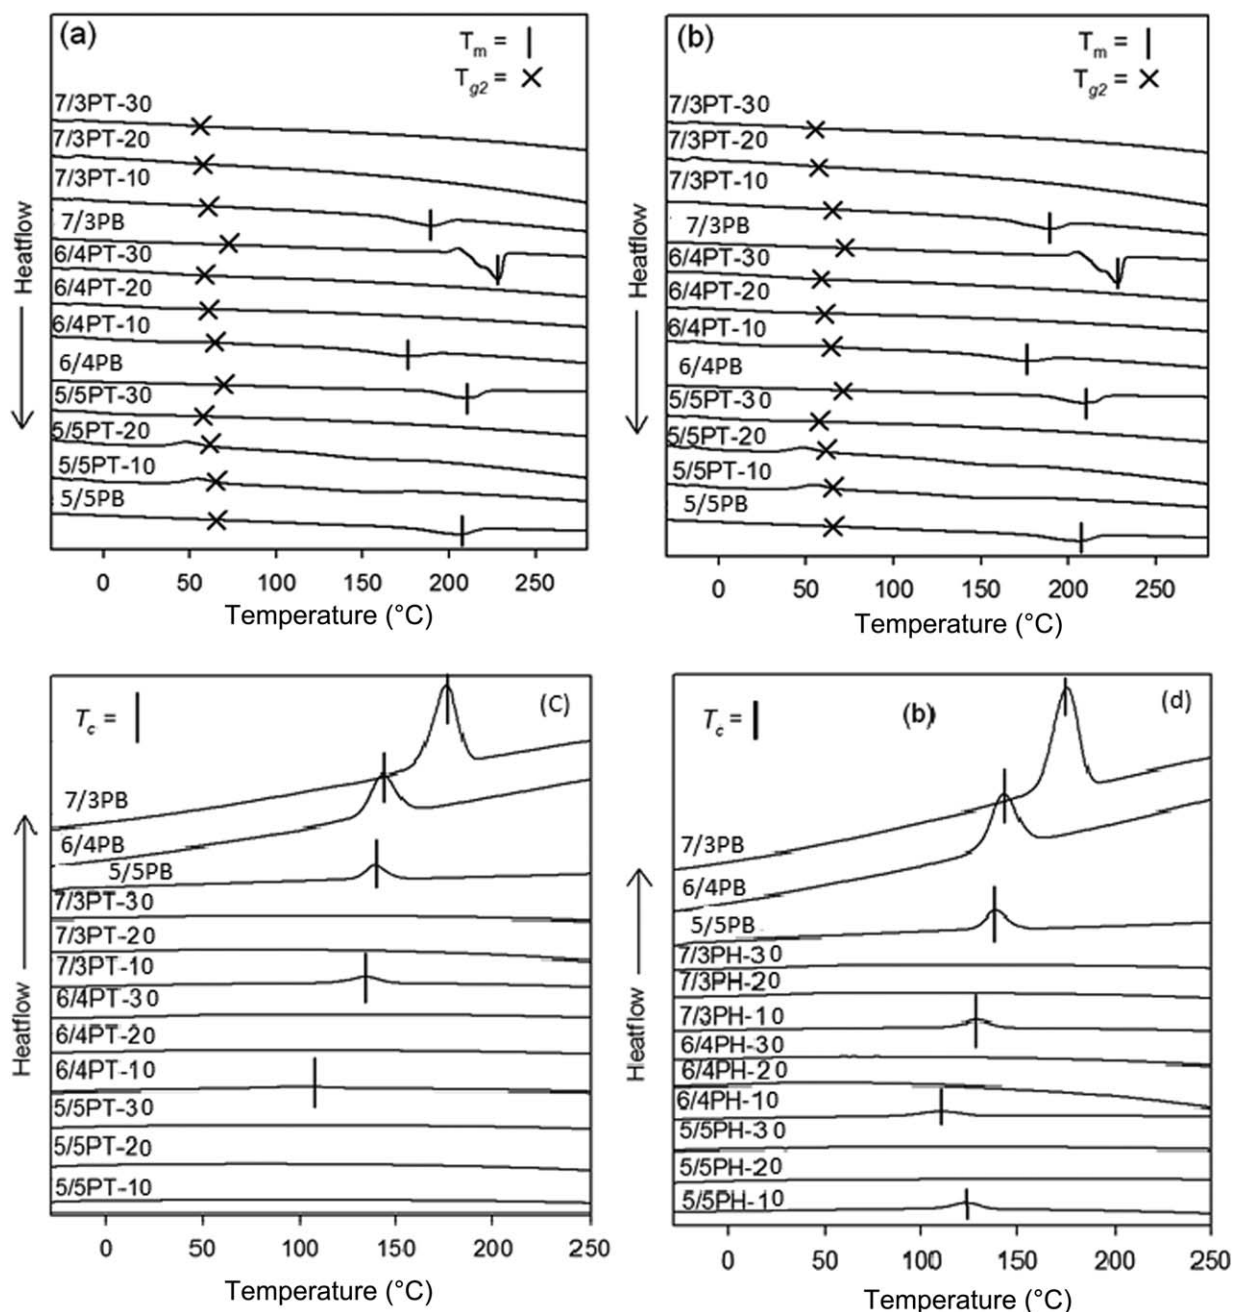 (a)
Tm = |
Tg2 = ×
7/3PT-30
7/3PT-20
7/3PT-10
7/3PB
6/4PT-30
6/4PT-20
6/4PT-10
6/4PB
5/5PT-30
5/5PT-20
5/5PT-10
5/5PB
Heatflow
0 50 100 150 200 250
Temperature (°C)
(b)
Tm = |
Tg2 = ×
7/3PT-30
7/3PT-20
7/3PT-10
7/3PB
6/4PT-30
6/4PT-20
6/4PT-10
6/4PB
5/5PT-30
5/5PT-20
5/5PT-10
5/5PB
Heatflow
0 50 100 150 200 250
Temperature (°C)
(C)
Tc = |
7/3PB
6/4PB
5/5PB
7/3PT-30
7/3PT-20
7/3PT-10
6/4PT-30
6/4PT-20
6/4PT-10
5/5PT-30
5/5PT-20
5/5PT-10
Heatflow
0 50 100 150 200 250
Temperature (°C)
(d)
Tc = |
(b)
7/3PB
6/4PB
5/5PB
7/3PH-30
7/3PH-20
7/3PH-10
6/4PH-30
6/4PH-20
6/4PH-10
5/5PH-30
5/5PH-20
5/5PH-10
Heatflow
0 50 100 150 200 250
Temperature (°C)